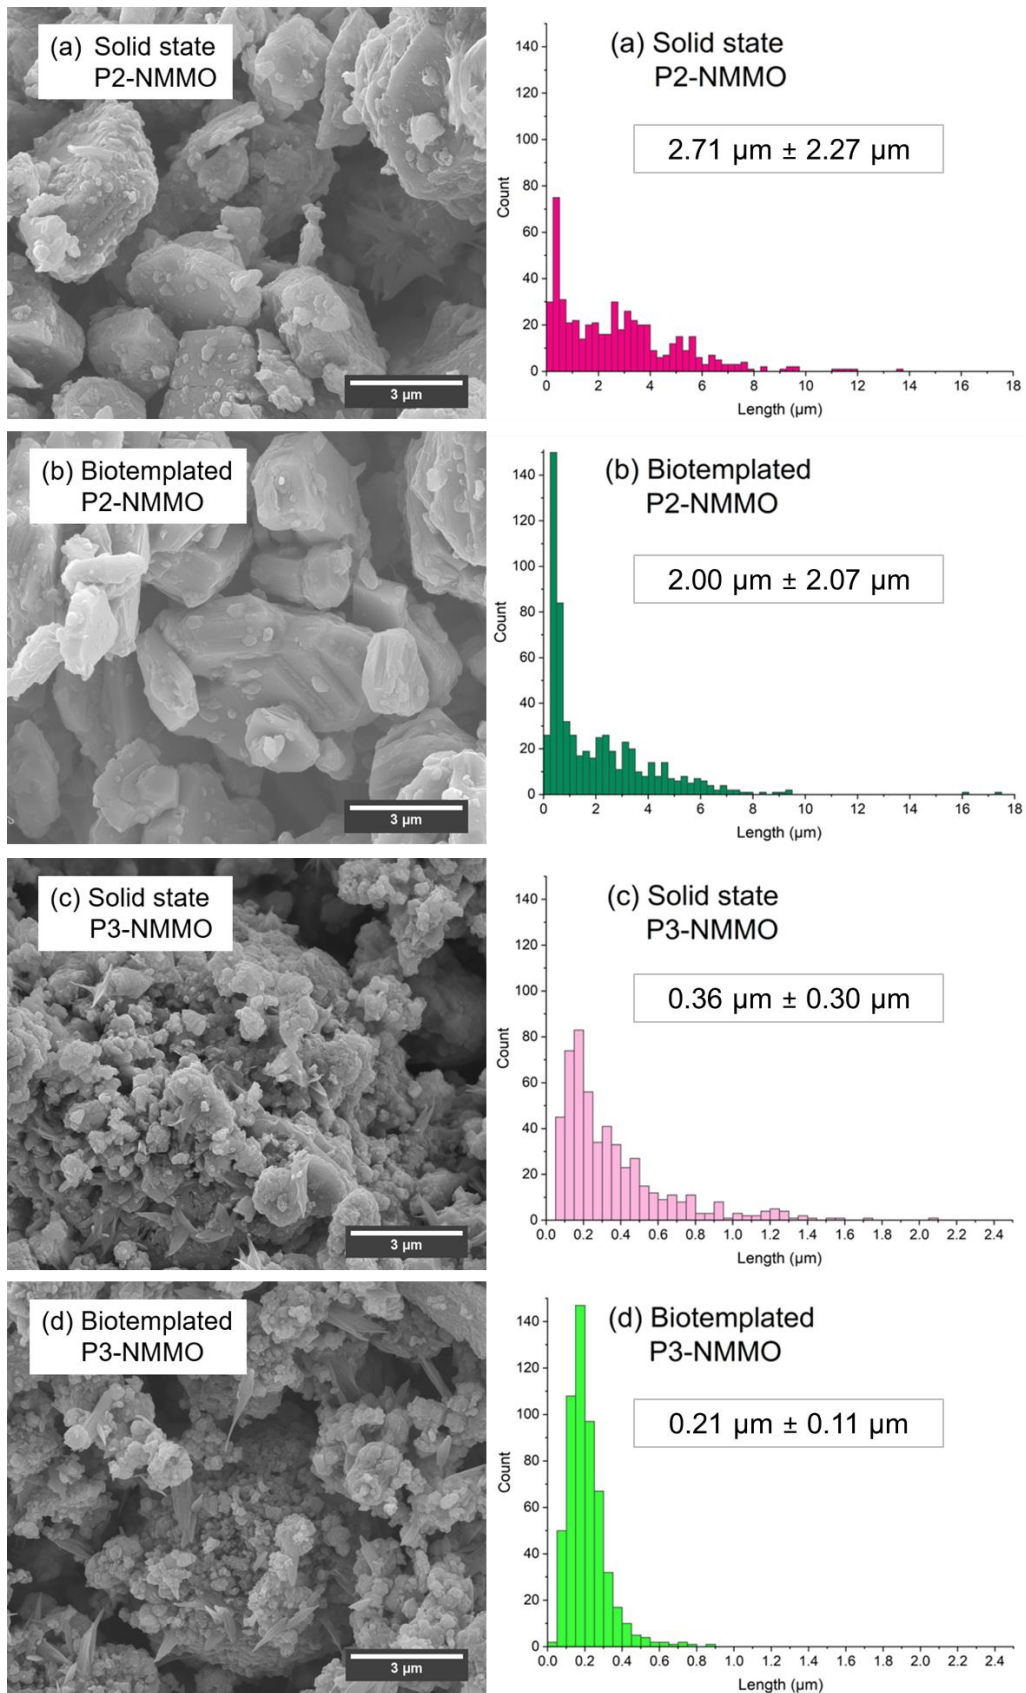 (a) Solid state
P2-NMMO
3 µm
(a) Solid state
P2-NMMO
2.71 µm ± 2.27 µm
Count
140
120
100
80
60
40
20
0
0 2 4 6 8 10 12 14 16 18
Length (µm)
(b) Biotemplated
P2-NMMO
3 µm
(b) Biotemplated
P2-NMMO
2.00 µm ± 2.07 µm
Count
140
120
100
80
60
40
20
0
0 2 4 6 8 10 12 14 16 18
Length (µm)
(c) Solid state
P3-NMMO
3 µm
(c) Solid state
P3-NMMO
0.36 µm ± 0.30 µm
Count
140
120
100
80
60
40
20
0
0.0 0.2 0.4 0.6 0.8 1.0 1.2 1.4 1.6 1.8 2.0 2.2 2.4
Length (µm)
(d) Biotemplated
P3-NMMO
3 µm
(d) Biotemplated
P3-NMMO
0.21 µm ± 0.11 µm
Count
140
120
100
80
60
40
20
0
0.0 0.2 0.4 0.6 0.8 1.0 1.2 1.4 1.6 1.8 2.0 2.2 2.4
Length (µm)